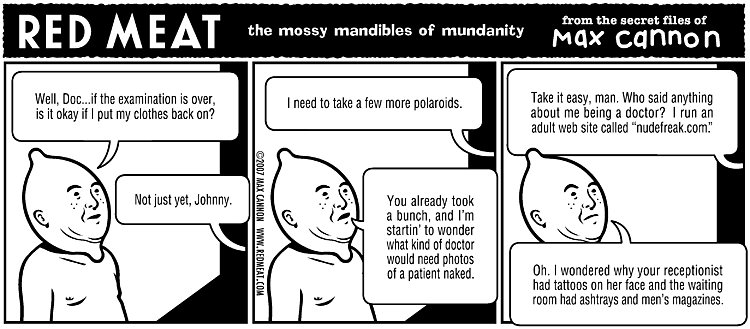 RED MEAT
the mossy mandibles of mundanity
from the secret files of
Max cannon
Well, Doc...if the examination is over,
is it okay if I put my clothes back on?
Not just yet, Johnny.
I need to take a few more polaroids.
You already took
a bunch, and I'm
startin' to wonder
what kind of doctor
would need photos
of a patient naked.
©2007 MAX CANNON WWW.REDMEAT.COM
Take it easy, man. Who said anything
about me being a doctor? I run an
adult web site called "nudefreak.com."
Oh. I wondered why your receptionist
had tattoos on her face and the waiting
room had ashtrays and men's magazines.